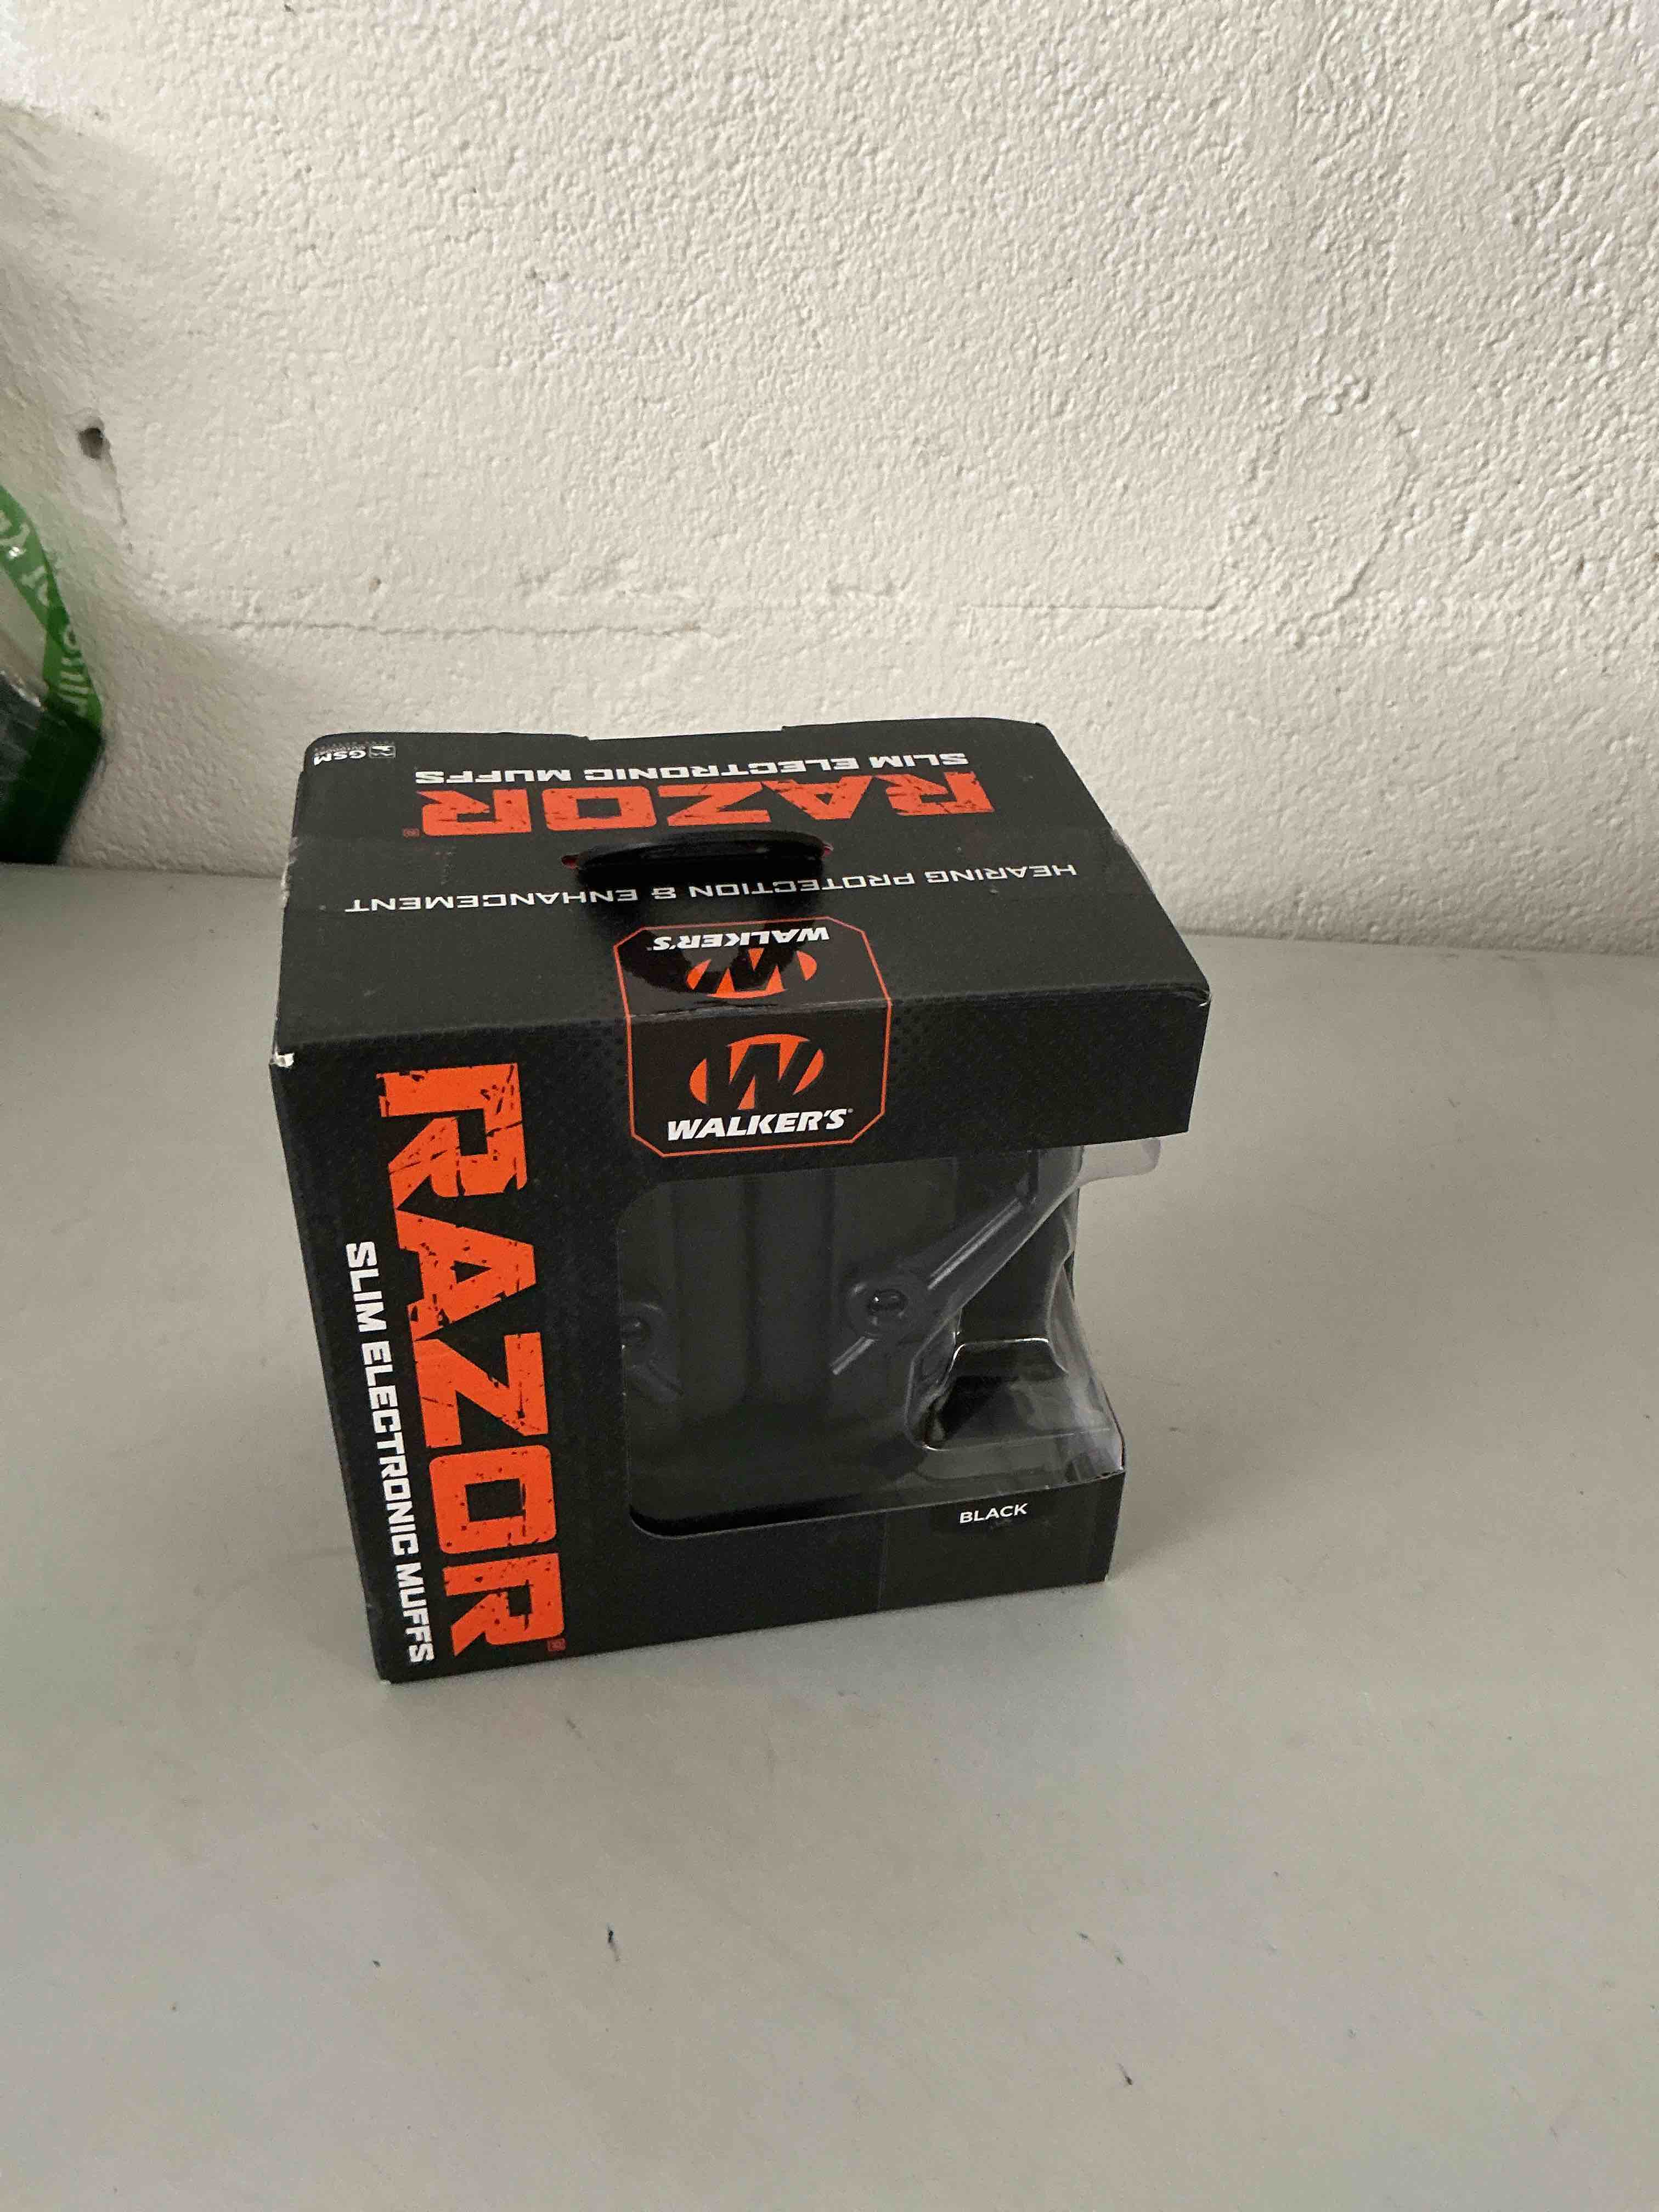 GSM
SLIM ELECTRONIC MUFFS
RAZOR®
HEARING PROTECTION & ENHANCEMENT
WALKER'S
W
W
WALKER'S®
RAZOR®
SLIM ELECTRONIC MUFFS
BLACK